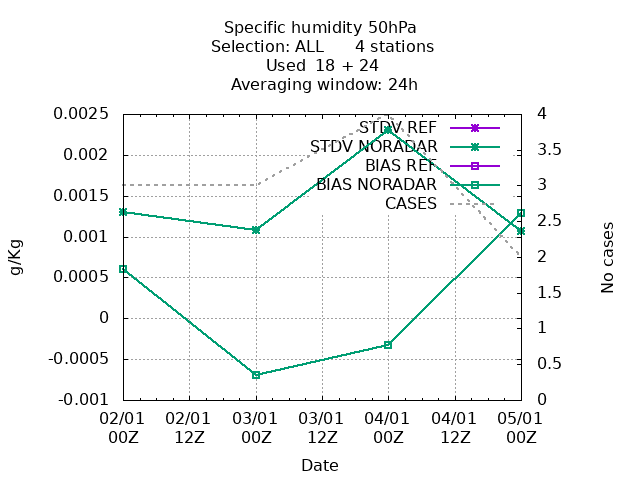 Specific humidity 50hPa
Selection: ALL 4 stations
Used 18 + 24
Averaging window: 24h
0.0025
0.002
0.0015
0.001
0.0005
0
-0.0005
-0.001
g/Kg
STDV REF
STDV NORADAR
BIAS REF
BIAS NORADAR
CASES
4
3.5
3
2.5
2
1.5
1
0.5
0
No cases
02/01 02/01 03/01 03/01 04/01 04/01 05/01
00Z 12Z 00Z 12Z 00Z 12Z 00Z
Date